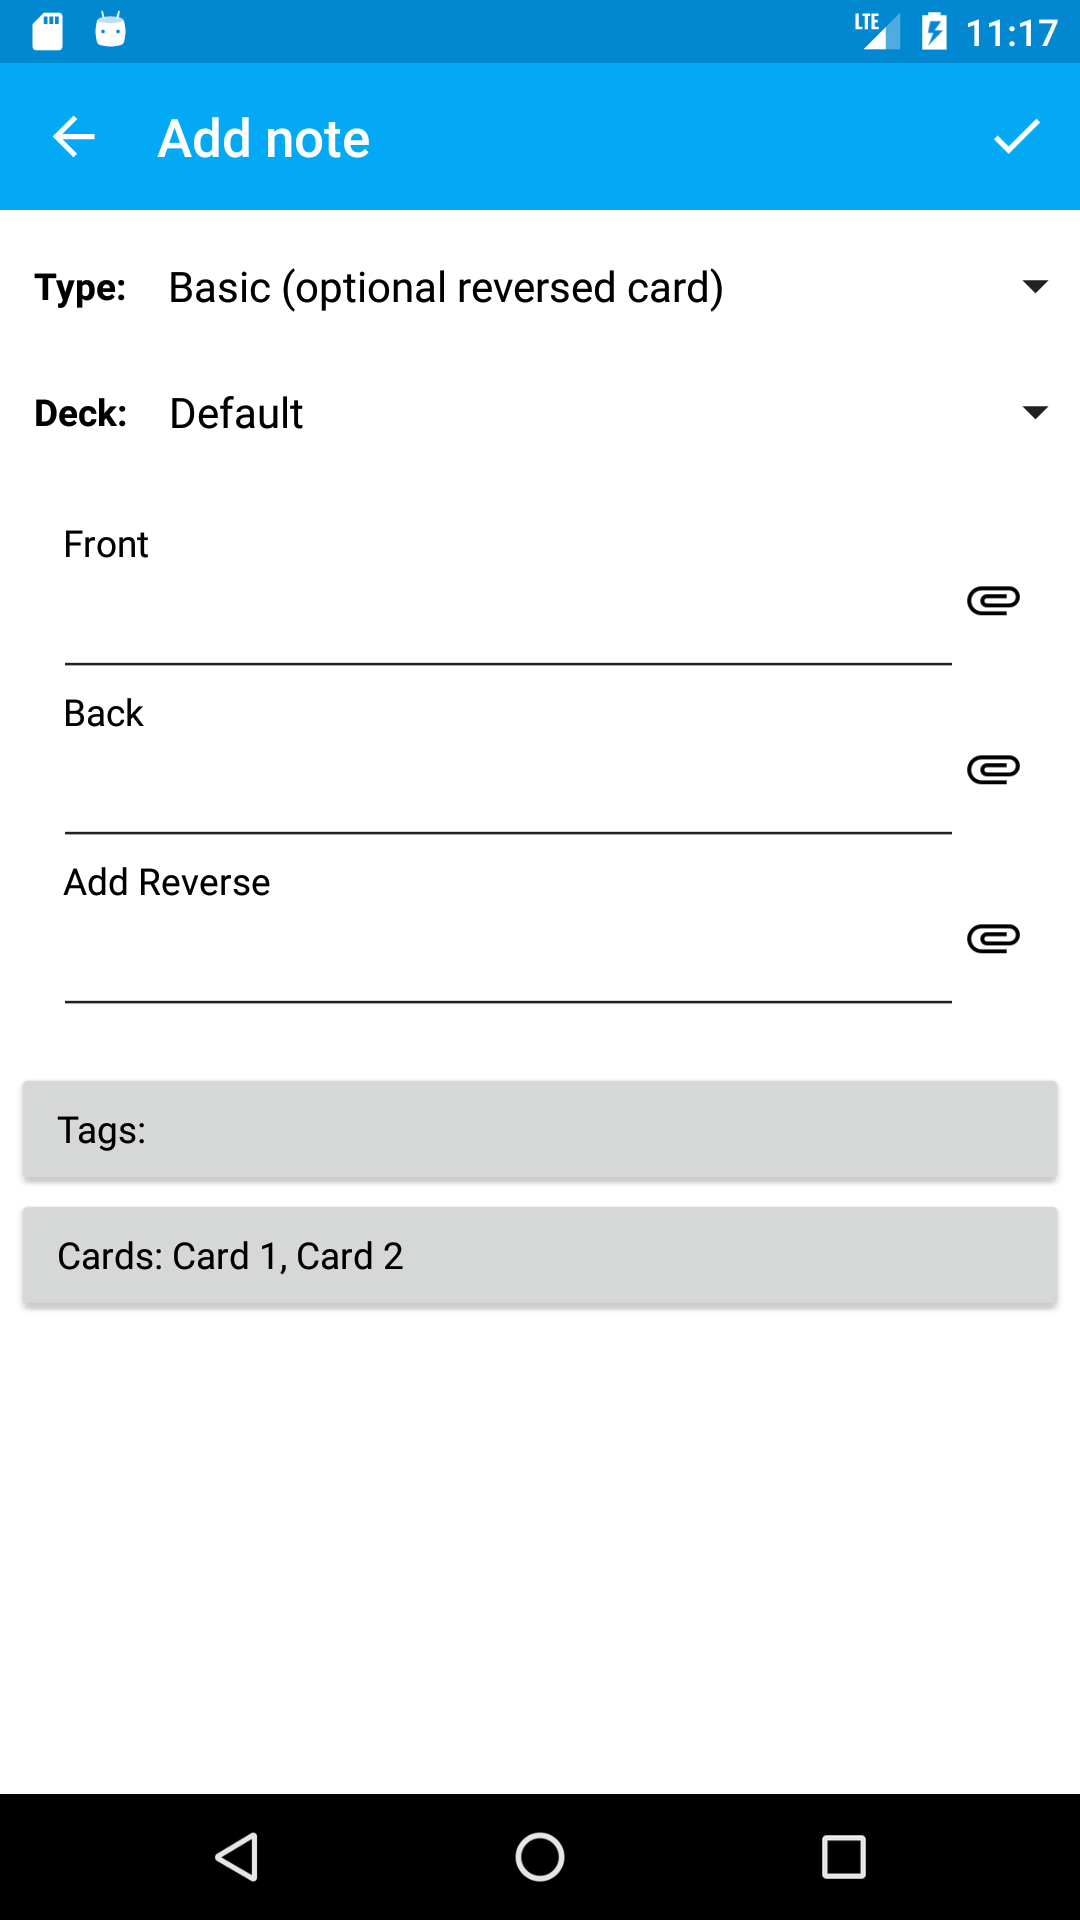 LTE 11:17
Add note
Type: Basic (optional reversed card)
Deck: Default
Front
Back
Add Reverse
Tags:
Cards: Card 1, Card 2